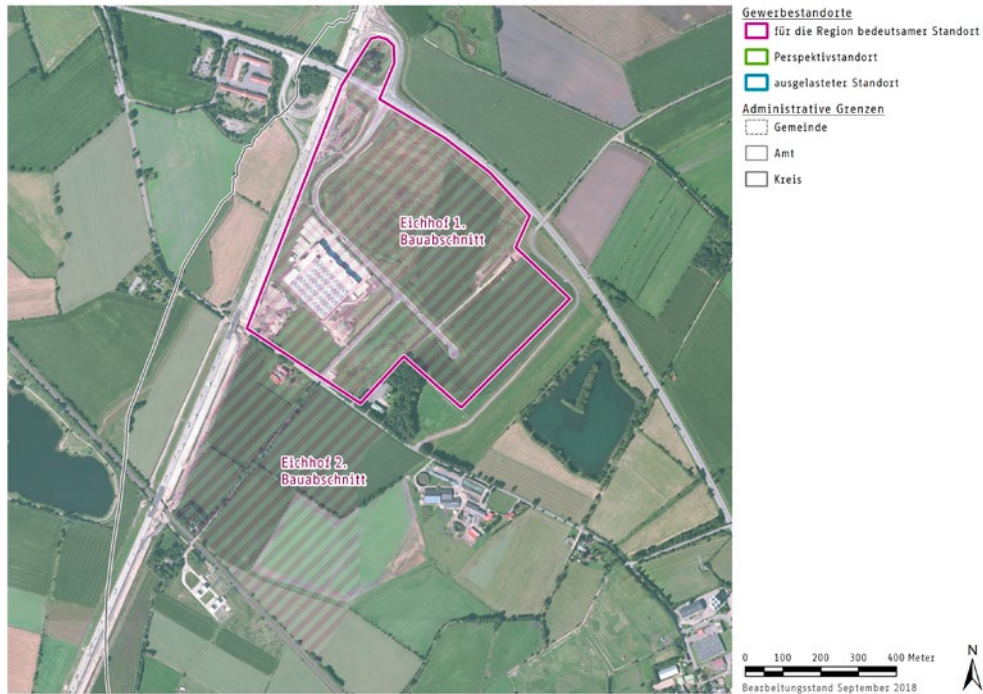 Gewerbestandorte
für die Region bedeutsamer Standort
Perspektivstandort
ausgelasteter Standort
Administrative Grenzen
Gemeinde
Amt
Kreis
Eichhof 1.
Bauabschnitt
Eichhof 2.
Bauabschnitt
0 100 200 300 400 Meter
Bearbeitungsstand September 2018
N